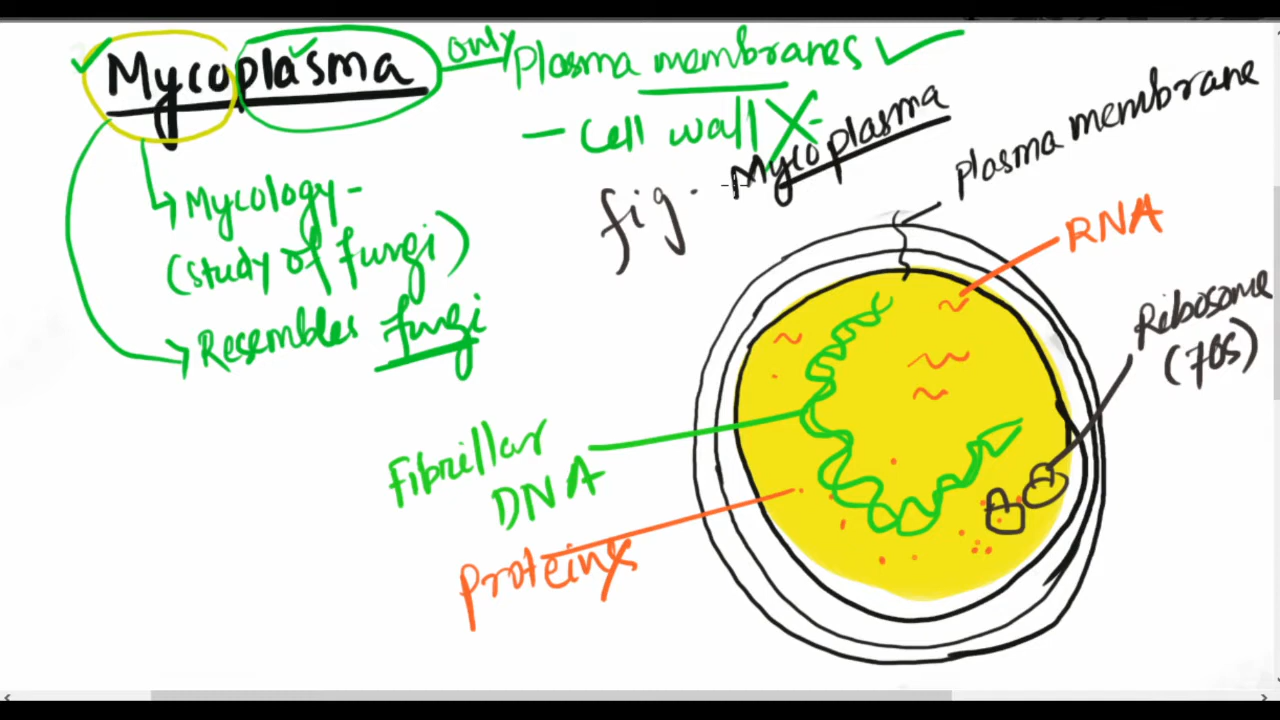 Mycoplasma only Plasma membranes
- Cell wall X
Mycology -
(study of fungi)
Resembles fungi
fig. Mycoplasma
Plasma membrane
RNA
Ribosome
(70S)
Fibrillar
DNA
Proteins